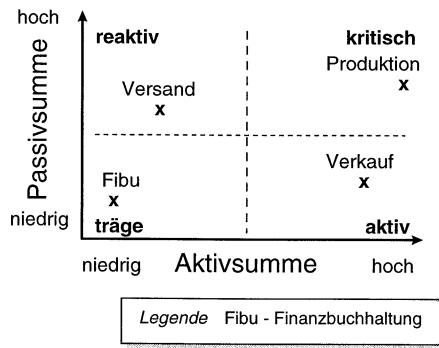 hoch
reaktiv kritisch
Produktion
x
Versand
x
Passivsumme
Verkauf
x
Fibu
x
niedrig
träge aktiv
niedrig Aktivsumme hoch
Legende Fibu - Finanzbuchhaltung